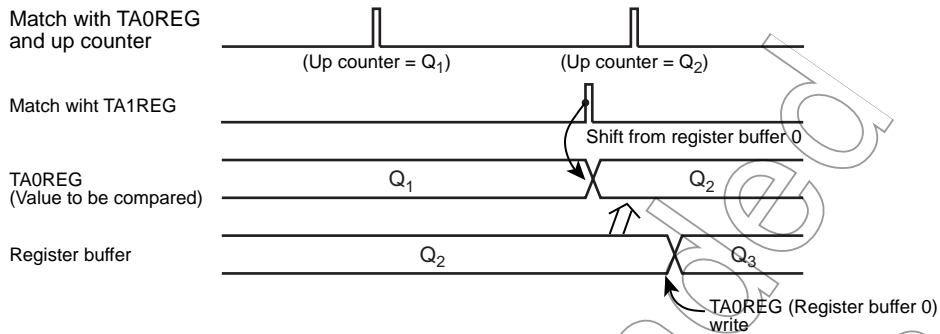 Match with TA0REG
and up counter
(Up counter = Q1)
(Up counter = Q2)
Match wiht TA1REG
Shift from register buffer 0
TA0REG
(Value to be compared)
Q1
Q2
Register buffer
Q2
Q3
TA0REG (Register buffer 0)
write